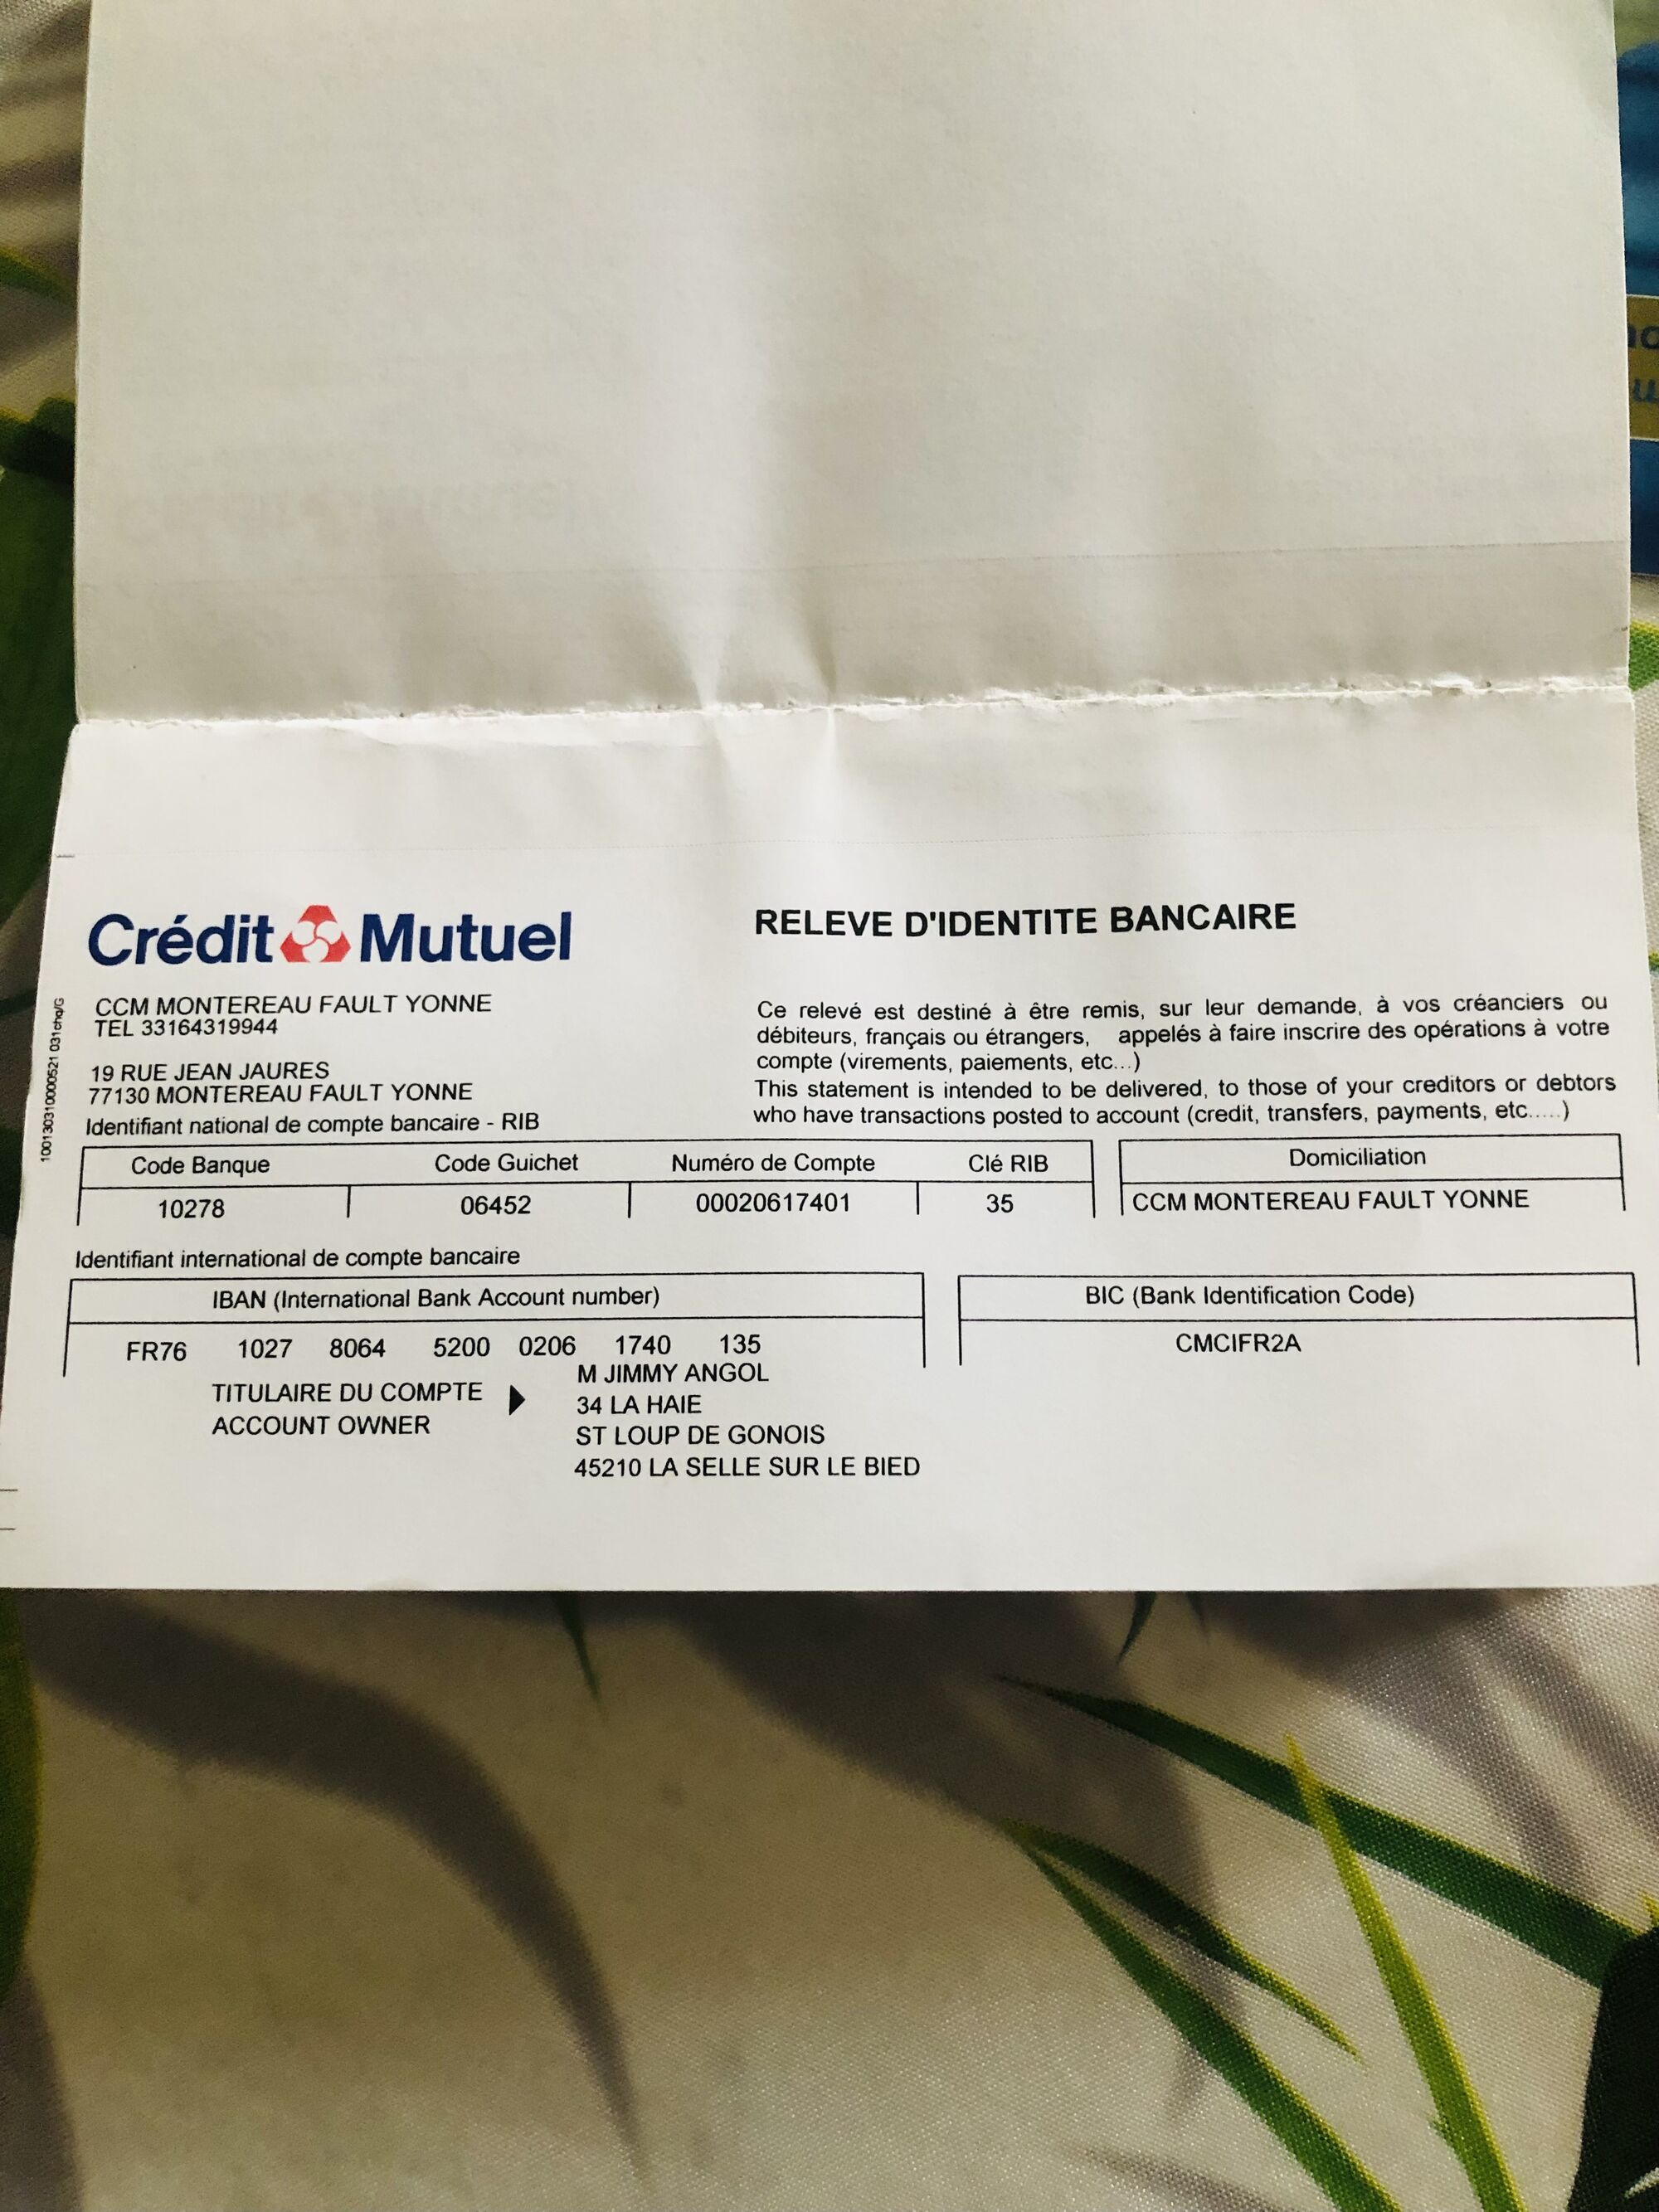 Crédit Mutuel
RELEVE D'IDENTITE BANCAIRE
CCM MONTEREAU FAULT YONNE
TEL 33164319944
19 RUE JEAN JAURES
77130 MONTEREAU FAULT YONNE
Ce relevé est destiné à être remis, sur leur demande, à vos créanciers ou
débiteurs, français ou étrangers, appelés à faire inscrire des opérations à votre
compte (virements, paiements, etc...)
This statement is intended to be delivered, to those of your creditors or debtors
who have transactions posted to account (credit, transfers, payments, etc.....)
Identifiant national de compte bancaire - RIB
Code Banque Code Guichet Numéro de Compte Clé RIB Domiciliation
10278 06452 00020617401 35 CCM MONTEREAU FAULT YONNE
Identifiant international de compte bancaire
IBAN (International Bank Account number) BIC (Bank Identification Code)
FR76 1027 8064 5200 0206 1740 135 CMCIFR2A
TITULAIRE DU COMPTE
ACCOUNT OWNER
M JIMMY ANGOL
34 LA HAIE
ST LOUP DE GONOIS
45210 LA SELLE SUR LE BIED